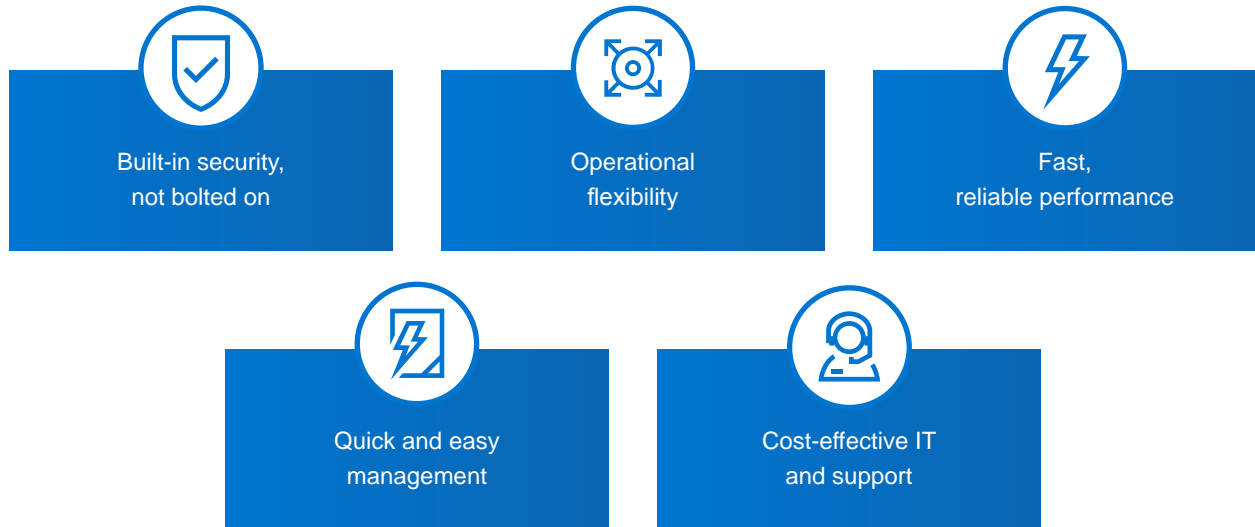 Built-in security,
not bolted on
Operational
flexibility
Fast,
reliable performance
Quick and easy
management
Cost-effective IT
and support